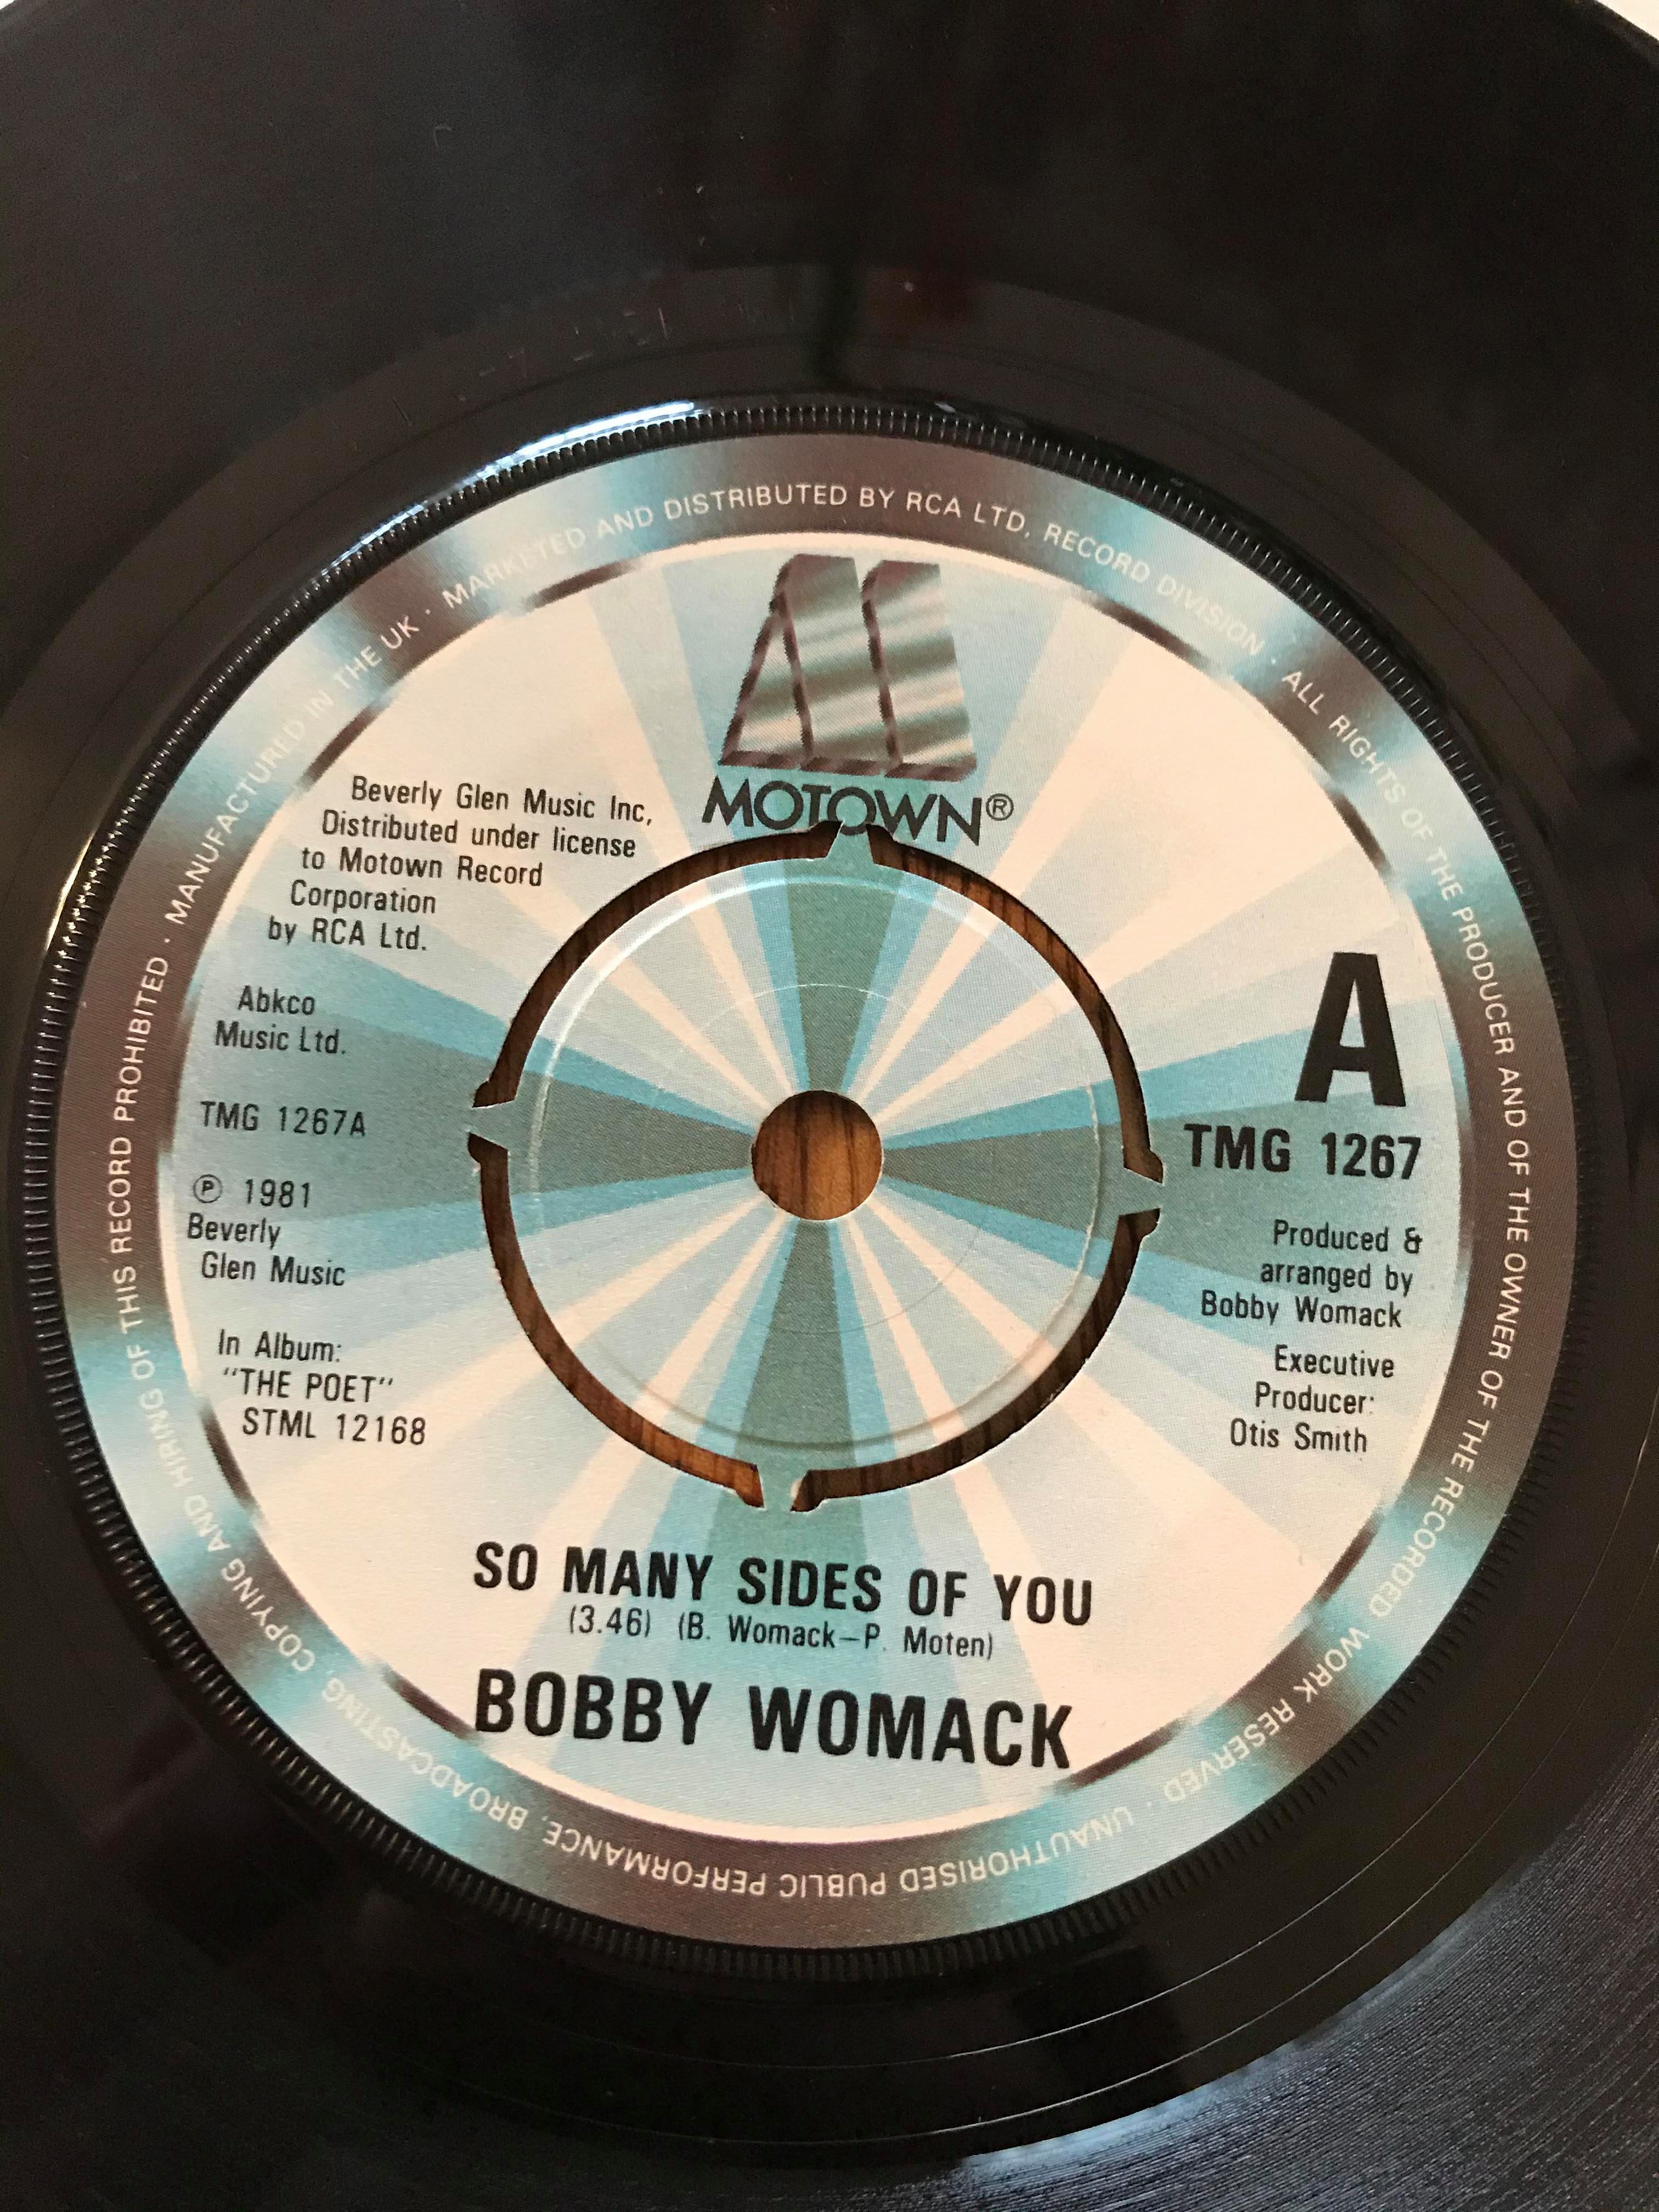 MANUFACTURED IN THE UK · MARKETED AND DISTRIBUTED BY RCA LTD, RECORD DIVISION · ALL RIGHTS OF THE PRODUCER AND OF THE OWNER OF THE RECORDED WORK RESERVED · UNAUTHORISED PUBLIC PERFORMANCE, BROADCASTING, COPYING AND HIRING OF THIS RECORD PROHIBITED ·
MOTOWN®
Beverly Glen Music Inc,
Distributed under license
to Motown Record
Corporation
by RCA Ltd.
Abkco
Music Ltd.
TMG 1267A
℗ 1981
Beverly
Glen Music
In Album:
"THE POET"
STML 12168
A
TMG 1267
Produced &
arranged by
Bobby Womack
Executive
Producer:
Otis Smith
SO MANY SIDES OF YOU
(3.46) (B. Womack–P. Moten)
BOBBY WOMACK